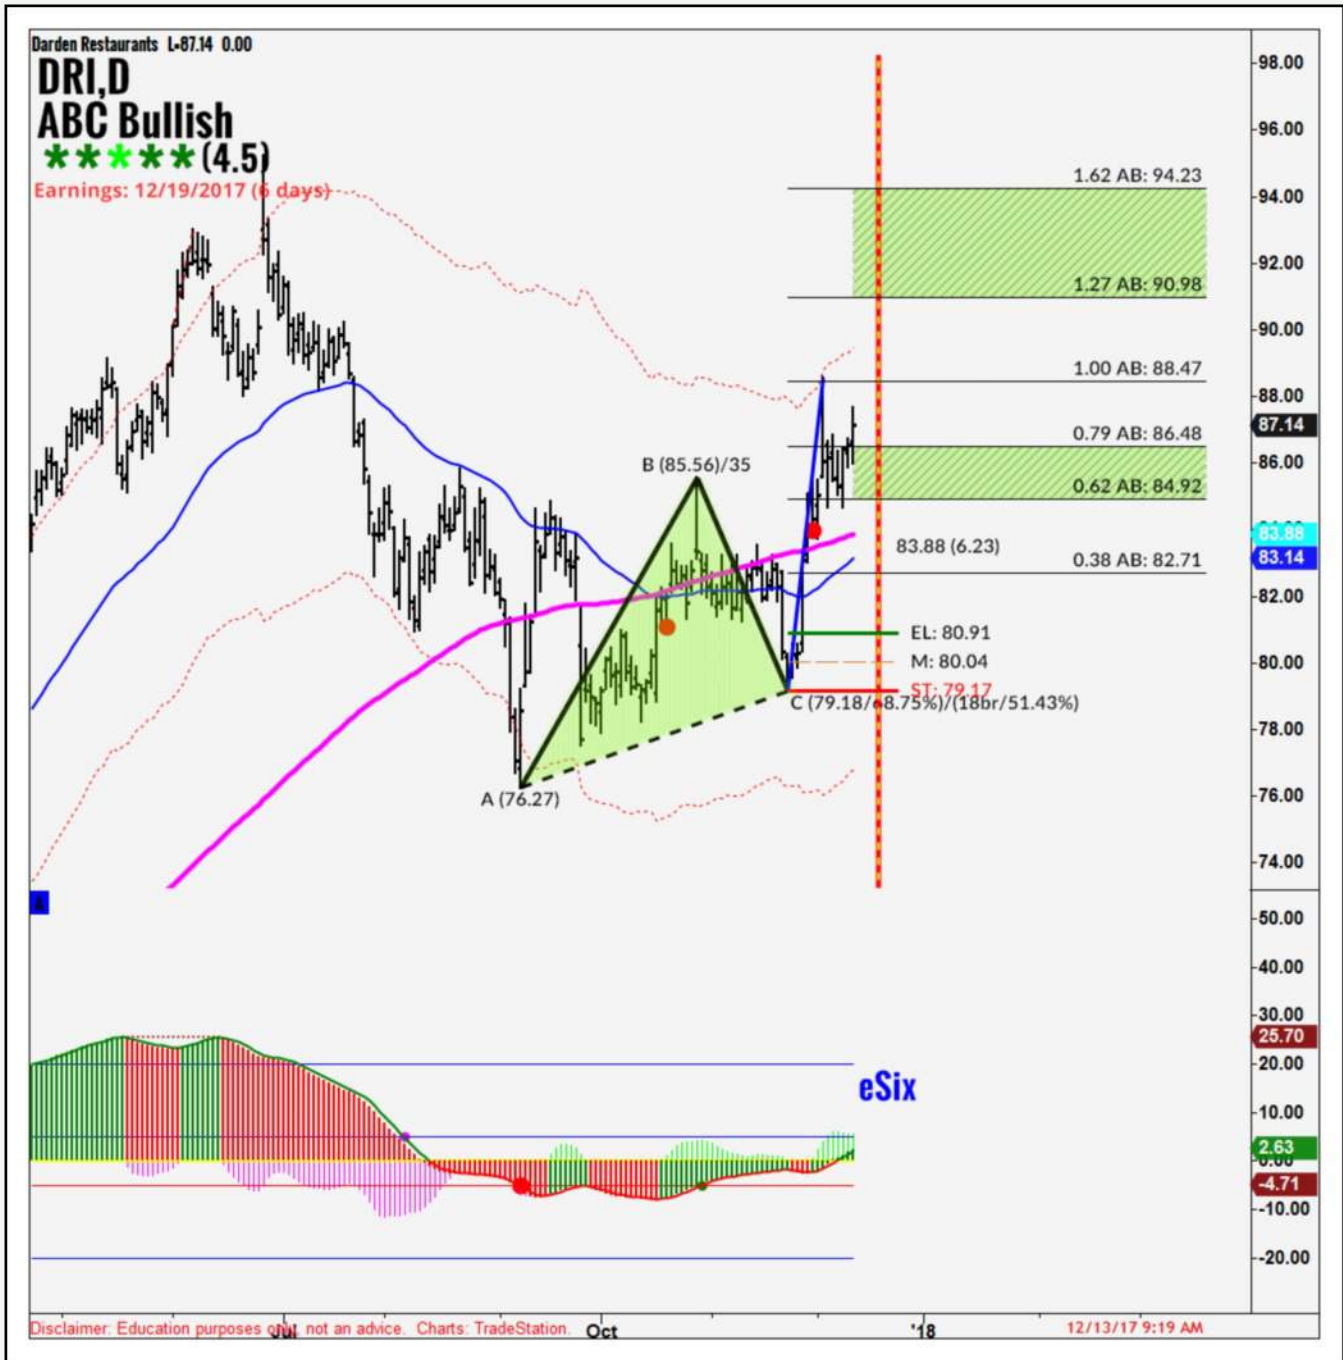 Darden Restaurants L=87.14 0.00
DRI,D
ABC Bullish
*****(4.5)
Earnings: 12/19/2017 (6 days)
98.00
96.00
1.62 AB: 94.23
94.00
92.00
1.27 AB: 90.98
90.00
1.00 AB: 88.47
88.00
87.14
0.79 AB: 86.48
86.00
B (85.56)/35
0.62 AB: 84.92
83.88
83.88 (6.23)
83.14
0.38 AB: 82.71
82.00
EL: 80.91
M: 80.04
80.00
ST: 79.17
C (79.18/68.75%)/(18br/51.43%)
78.00
A (76.27)
76.00
74.00
50.00
40.00
30.00
25.70
20.00
eSix
10.00
2.63
0.00
-4.71
-10.00
-20.00
Jul
Oct
'18
Disclaimer: Education purposes only, not an advice. Charts: TradeStation.
12/13/17 9:19 AM